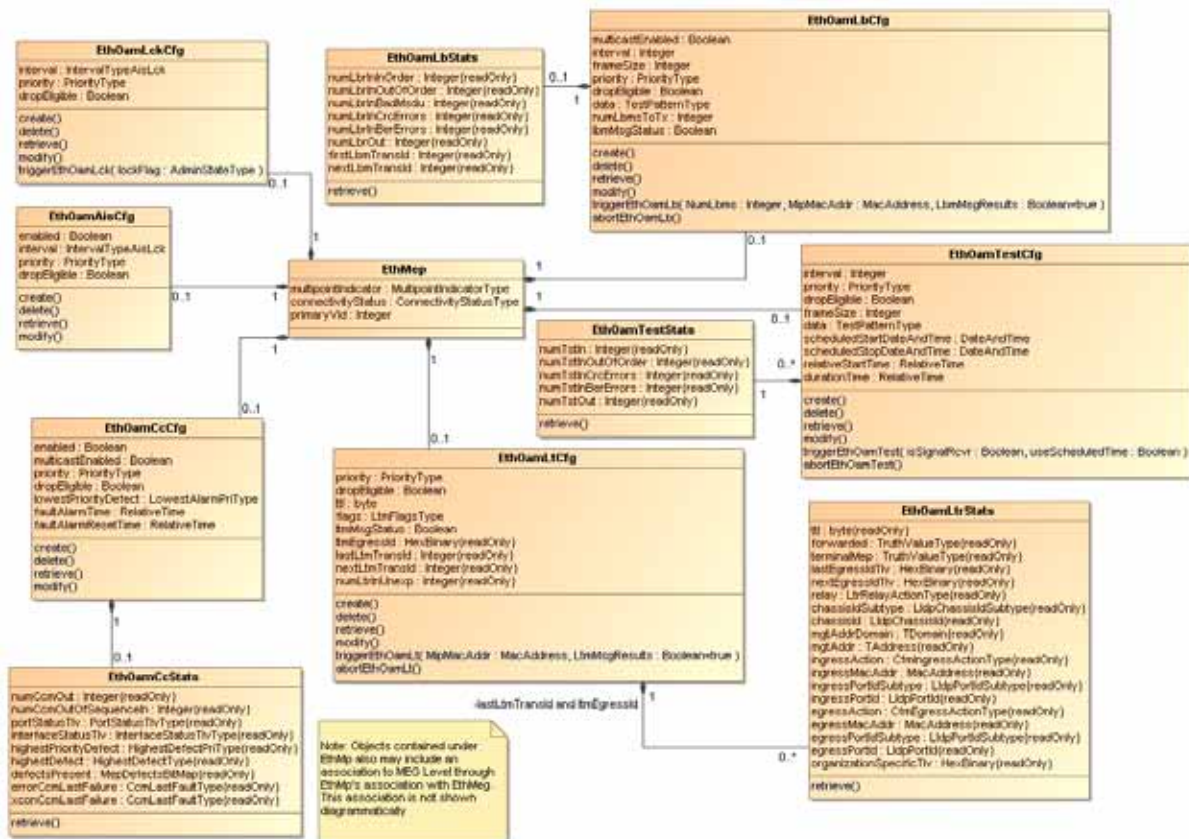 EthOamLckCfg
interval : IntervalTypeAisLck
priority : PriorityType
dropEligible : Boolean
create()
delete()
retrieve()
modify()
triggerEthOamLck( lockFlag : AdminStateType )
0..1
1
EthOamLbStats
numLbrInInOrder : Integer(readOnly)
numLbrInOutOfOrder : Integer(readOnly)
numLbrInBadMsdu : Integer(readOnly)
numLbrInCrcErrors : Integer(readOnly)
numLbrInBerErrors : Integer(readOnly)
numLbrOut : Integer(readOnly)
firstLbmTransId : Integer(readOnly)
nextLbmTransId : Integer(readOnly)
retrieve()
0..1
1
EthOamLbCfg
multicastEnabled : Boolean
interval : Integer
frameSize : Integer
priority : PriorityType
dropEligible : Boolean
data : TestPatternType
numLbmsToTx : Integer
lbmMsgStatus : Boolean
create()
delete()
retrieve()
modify()
triggerEthOamLb( NumLbms : Integer, MipMacAddr : MacAddress, LbmMsgResults : Boolean=true )
abortEthOamLb()
0..1
1
EthOamAisCfg
enabled : Boolean
interval : IntervalTypeAisLck
priority : PriorityType
dropEligible : Boolean
create()
delete()
retrieve()
modify()
0..1
1
EthMep
multipointIndicator : MultipointIndicatorType
connectivityStatus : ConnectivityStatusType
primaryVid : Integer
1
1
1
EthOamTestCfg
interval : Integer
priority : PriorityType
dropEligible : Boolean
frameSize : Integer
data : TestPatternType
scheduledStartDateAndTime : DateAndTime
scheduledStopDateAndTime : DateAndTime
relativeStartTime : RelativeTime
durationTime : RelativeTime
create()
delete()
retrieve()
modify()
triggerEthOamTest( isSignalRcvr : Boolean, useScheduledTime : Boolean )
abortEthOamTest()
0..1
EthOamTestStats
numTstIn : Integer(readOnly)
numTstInOutOfOrder : Integer(readOnly)
numTstInCrcErrors : Integer(readOnly)
numTstInBerErrors : Integer(readOnly)
numTstOut : Integer(readOnly)
retrieve()
0..*
1
0..1
EthOamCcCfg
enabled : Boolean
multicastEnabled : Boolean
priority : PriorityType
dropEligible : Boolean
lowestPriorityDefect : LowestAlarmPriType
faultAlarmTime : RelativeTime
faultAlarmResetTime : RelativeTime
create()
delete()
retrieve()
modify()
1
0..1
0..1
EthOamLtCfg
priority : PriorityType
dropEligible : Boolean
ttl : byte
flags : LtmFlagsType
ltmMsgStatus : Boolean
ltmEgressId : HexBinary(readOnly)
lastLtmTransId : Integer(readOnly)
nextLtmTransId : Integer(readOnly)
numLtrInUnexp : Integer(readOnly)
create()
delete()
retrieve()
modify()
triggerEthOamLt( MipMacAddr : MacAddress, LtmMsgResults : Boolean=true )
abortEthOamLt()
-lastLtmTransId and ltmEgressId
1
0..*
EthOamLtrStats
ttl : byte(readOnly)
forwarded : TruthValueType(readOnly)
terminalMep : TruthValueType(readOnly)
lastEgressIdTlv : HexBinary(readOnly)
nextEgressIdTlv : HexBinary(readOnly)
relay : LtrRelayActionType(readOnly)
chassisIdSubtype : LldpChassisIdSubtype(readOnly)
chassisId : LldpChassisId(readOnly)
mgtAddrDomain : TDomain(readOnly)
mgtAddr : TAddress(readOnly)
ingressAction : CfmIngressActionType(readOnly)
ingressMacAddr : MacAddress(readOnly)
ingressPortIdSubtype : LldpPortIdSubtype(readOnly)
ingressPortId : LldpPortId(readOnly)
egressAction : CfmEgressActionType(readOnly)
egressMacAddr : MacAddress(readOnly)
egressPortIdSubtype : LldpPortIdSubtype(readOnly)
egressPortId : LldpPortId(readOnly)
organizationSpecificTlv : HexBinary(readOnly)
retrieve()
EthOamCcStats
numCcmOut : Integer(readOnly)
numCcmOutOfSequenceIn : Integer(readOnly)
portStatusTlv : PortStatusTlvType(readOnly)
interfaceStatusTlv : InterfaceStatusTlvType(readOnly)
highestPriorityDefect : HighestDefectPriType(readOnly)
highestDefect : HighestDefectType(readOnly)
defectsPresent : MepDefectsBitMap(readOnly)
errorCcmLastFailure : CcmLastFaultType(readOnly)
xconCcmLastFailure : CcmLastFaultType(readOnly)
retrieve()
Note: Objects contained under
EthMp also may include an
association to MEG Level through
EthMp's association with EthMeg.
This association is not shown
diagrammatically